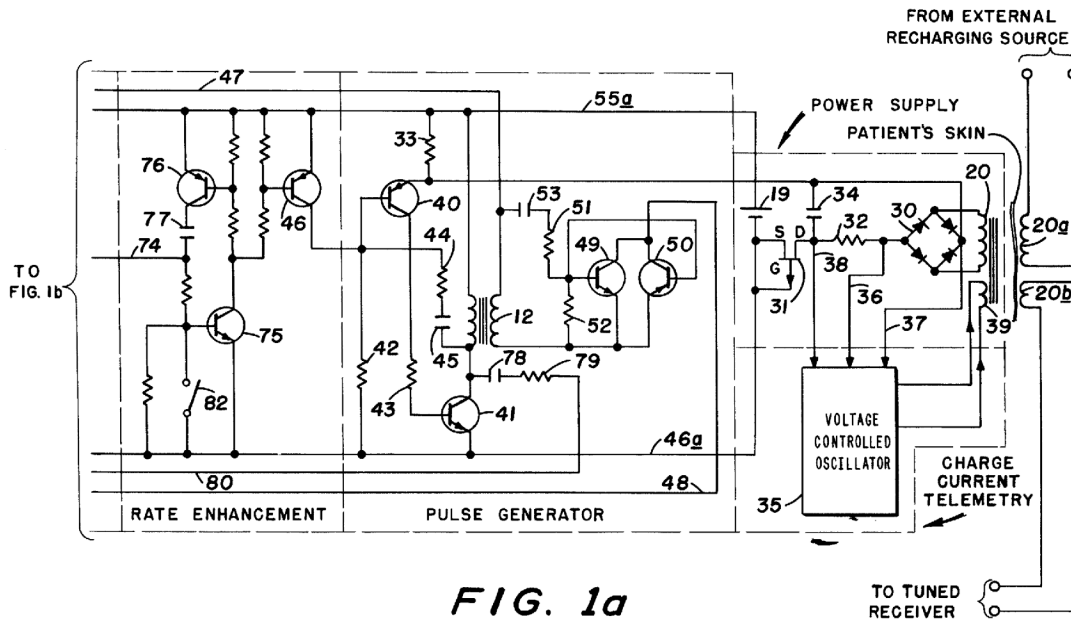 FROM EXTERNAL
RECHARGING SOURCE
47
55a
POWER SUPPLY
PATIENT'S SKIN
33
76
77
46
40
44
53
51
49
50
19
34
32
30
20
20a
S D
G
38
36
31
37
39
20b
74
TO
FIG. 1b
75
82
42
43
45
12
52
78
79
41
46a
80
48
35
VOLTAGE
CONTROLLED
OSCILLATOR
CHARGE
CURRENT
TELEMETRY
RATE ENHANCEMENT
PULSE GENERATOR
FIG. 1a
TO TUNED
RECEIVER